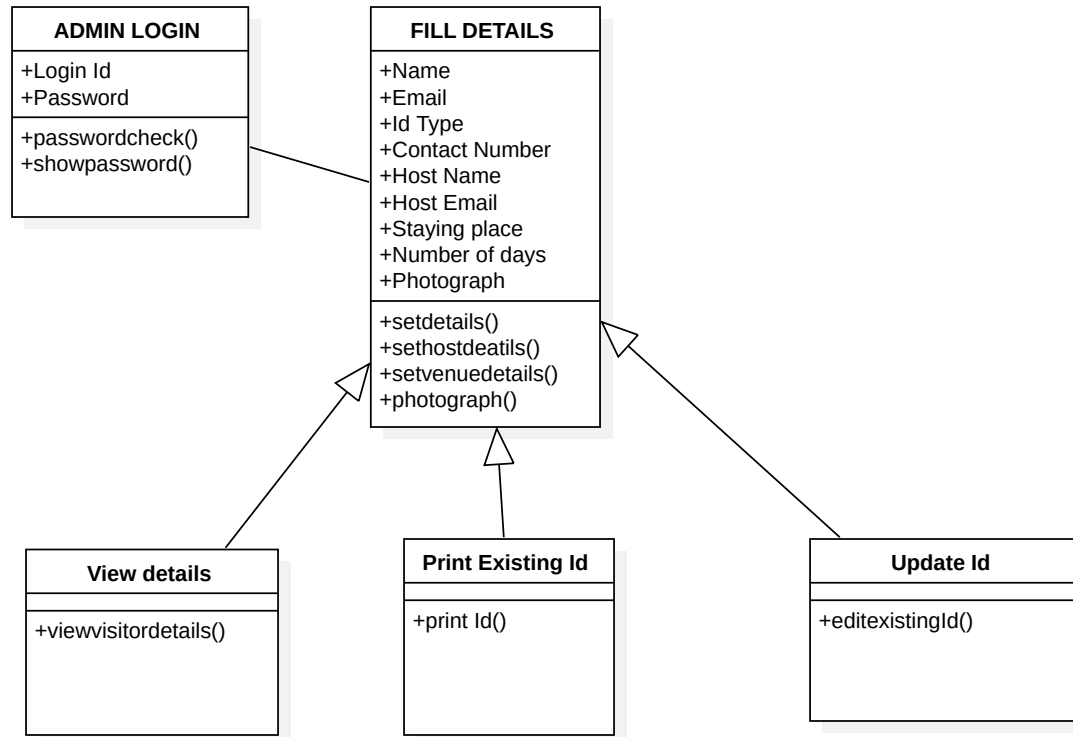 ADMIN LOGIN
+Login Id
+Password
+passwordcheck()
+showpassword()
FILL DETAILS
+Name
+Email
+Id Type
+Contact Number
+Host Name
+Host Email
+Staying place
+Number of days
+Photograph
+setdetails()
+sethostdeatils()
+setvenuedetails()
+photograph()
View details
+viewvisitordetails()
Print Existing Id
+print Id()
Update Id
+editexistingId()